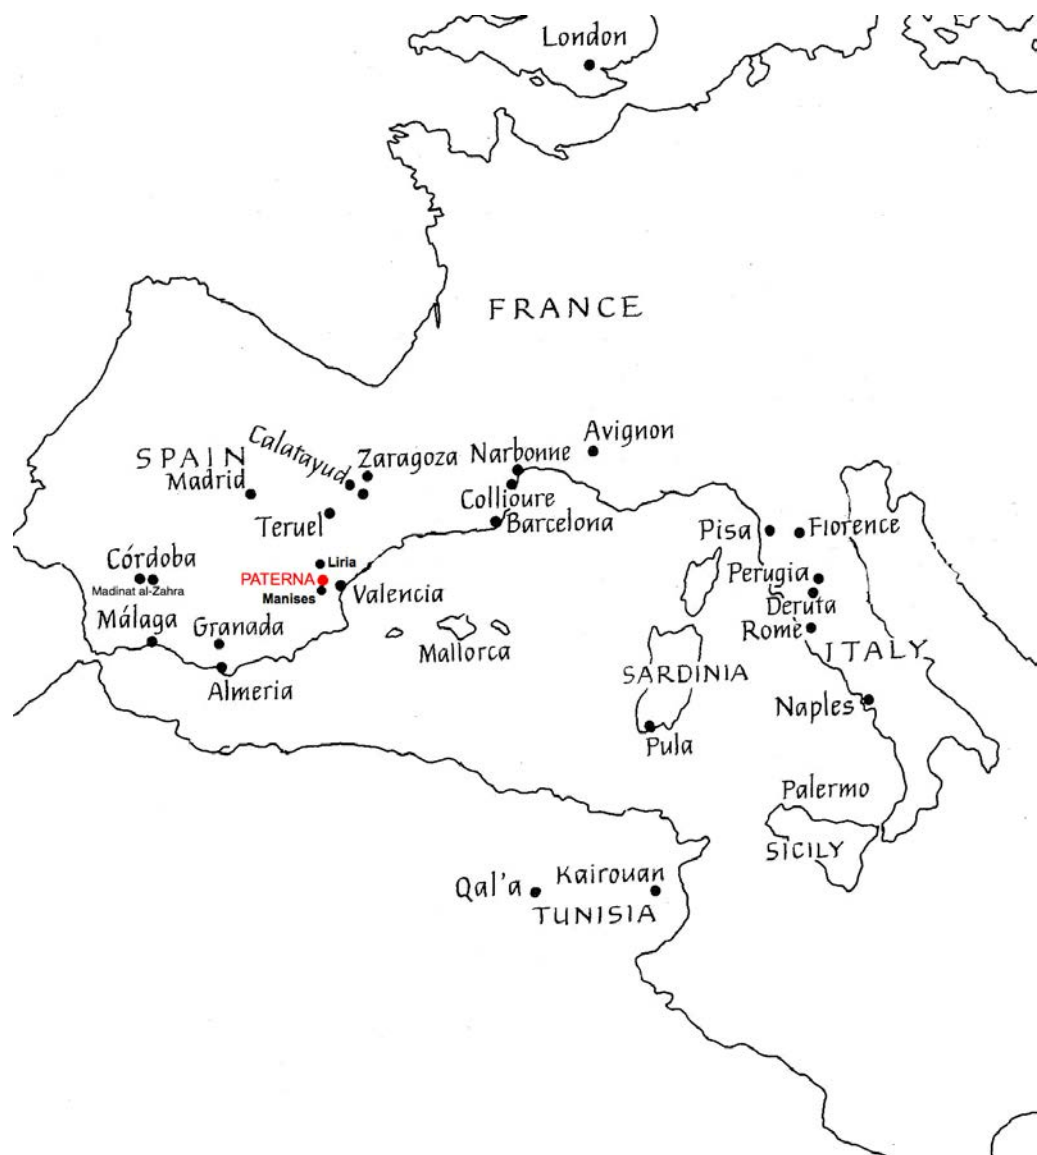 London
FRANCE
Avignon
SPAIN
Calatayud
Zaragoza
Narbonne
Madrid
Collioure
Teruel
Barcelona
Pisa
Florence
Córdoba
Liria
PATERNA
Madinat al-Zahra
Manises
Valencia
Perugia
Deruta
Málaga
Granada
Mallorca
Rome
ITALY
SARDINIA
Almeria
Naples
Pula
Palermo
SICILY
Qal'a
Kairouan
TUNISIA